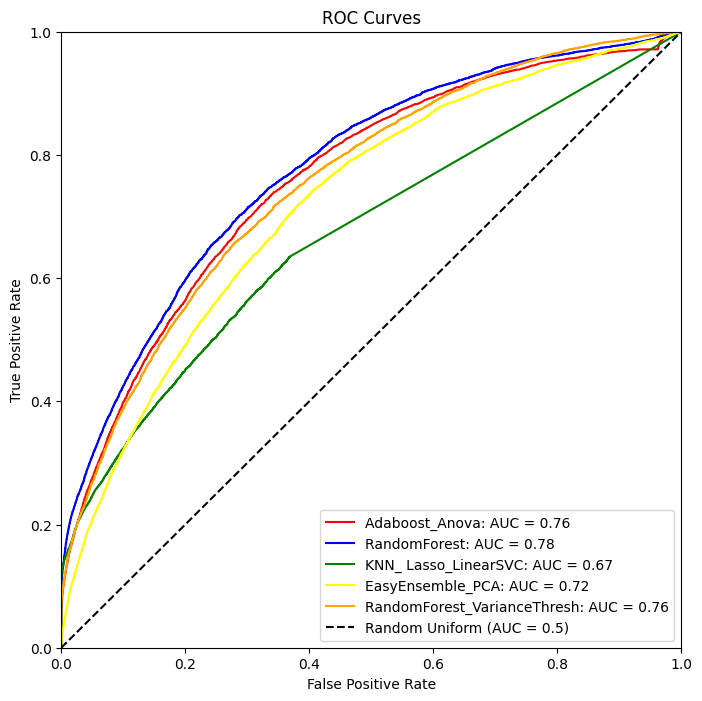 ROC Curves
1.0
0.8
0.6
0.4
0.2
0.0
True Positive Rate
Adaboost_Anova: AUC = 0.76
RandomForest: AUC = 0.78
KNN_ Lasso_LinearSVC: AUC = 0.67
EasyEnsemble_PCA: AUC = 0.72
RandomForest_VarianceThresh: AUC = 0.76
Random Uniform (AUC = 0.5)
0.0 0.2 0.4 0.6 0.8 1.0
False Positive Rate